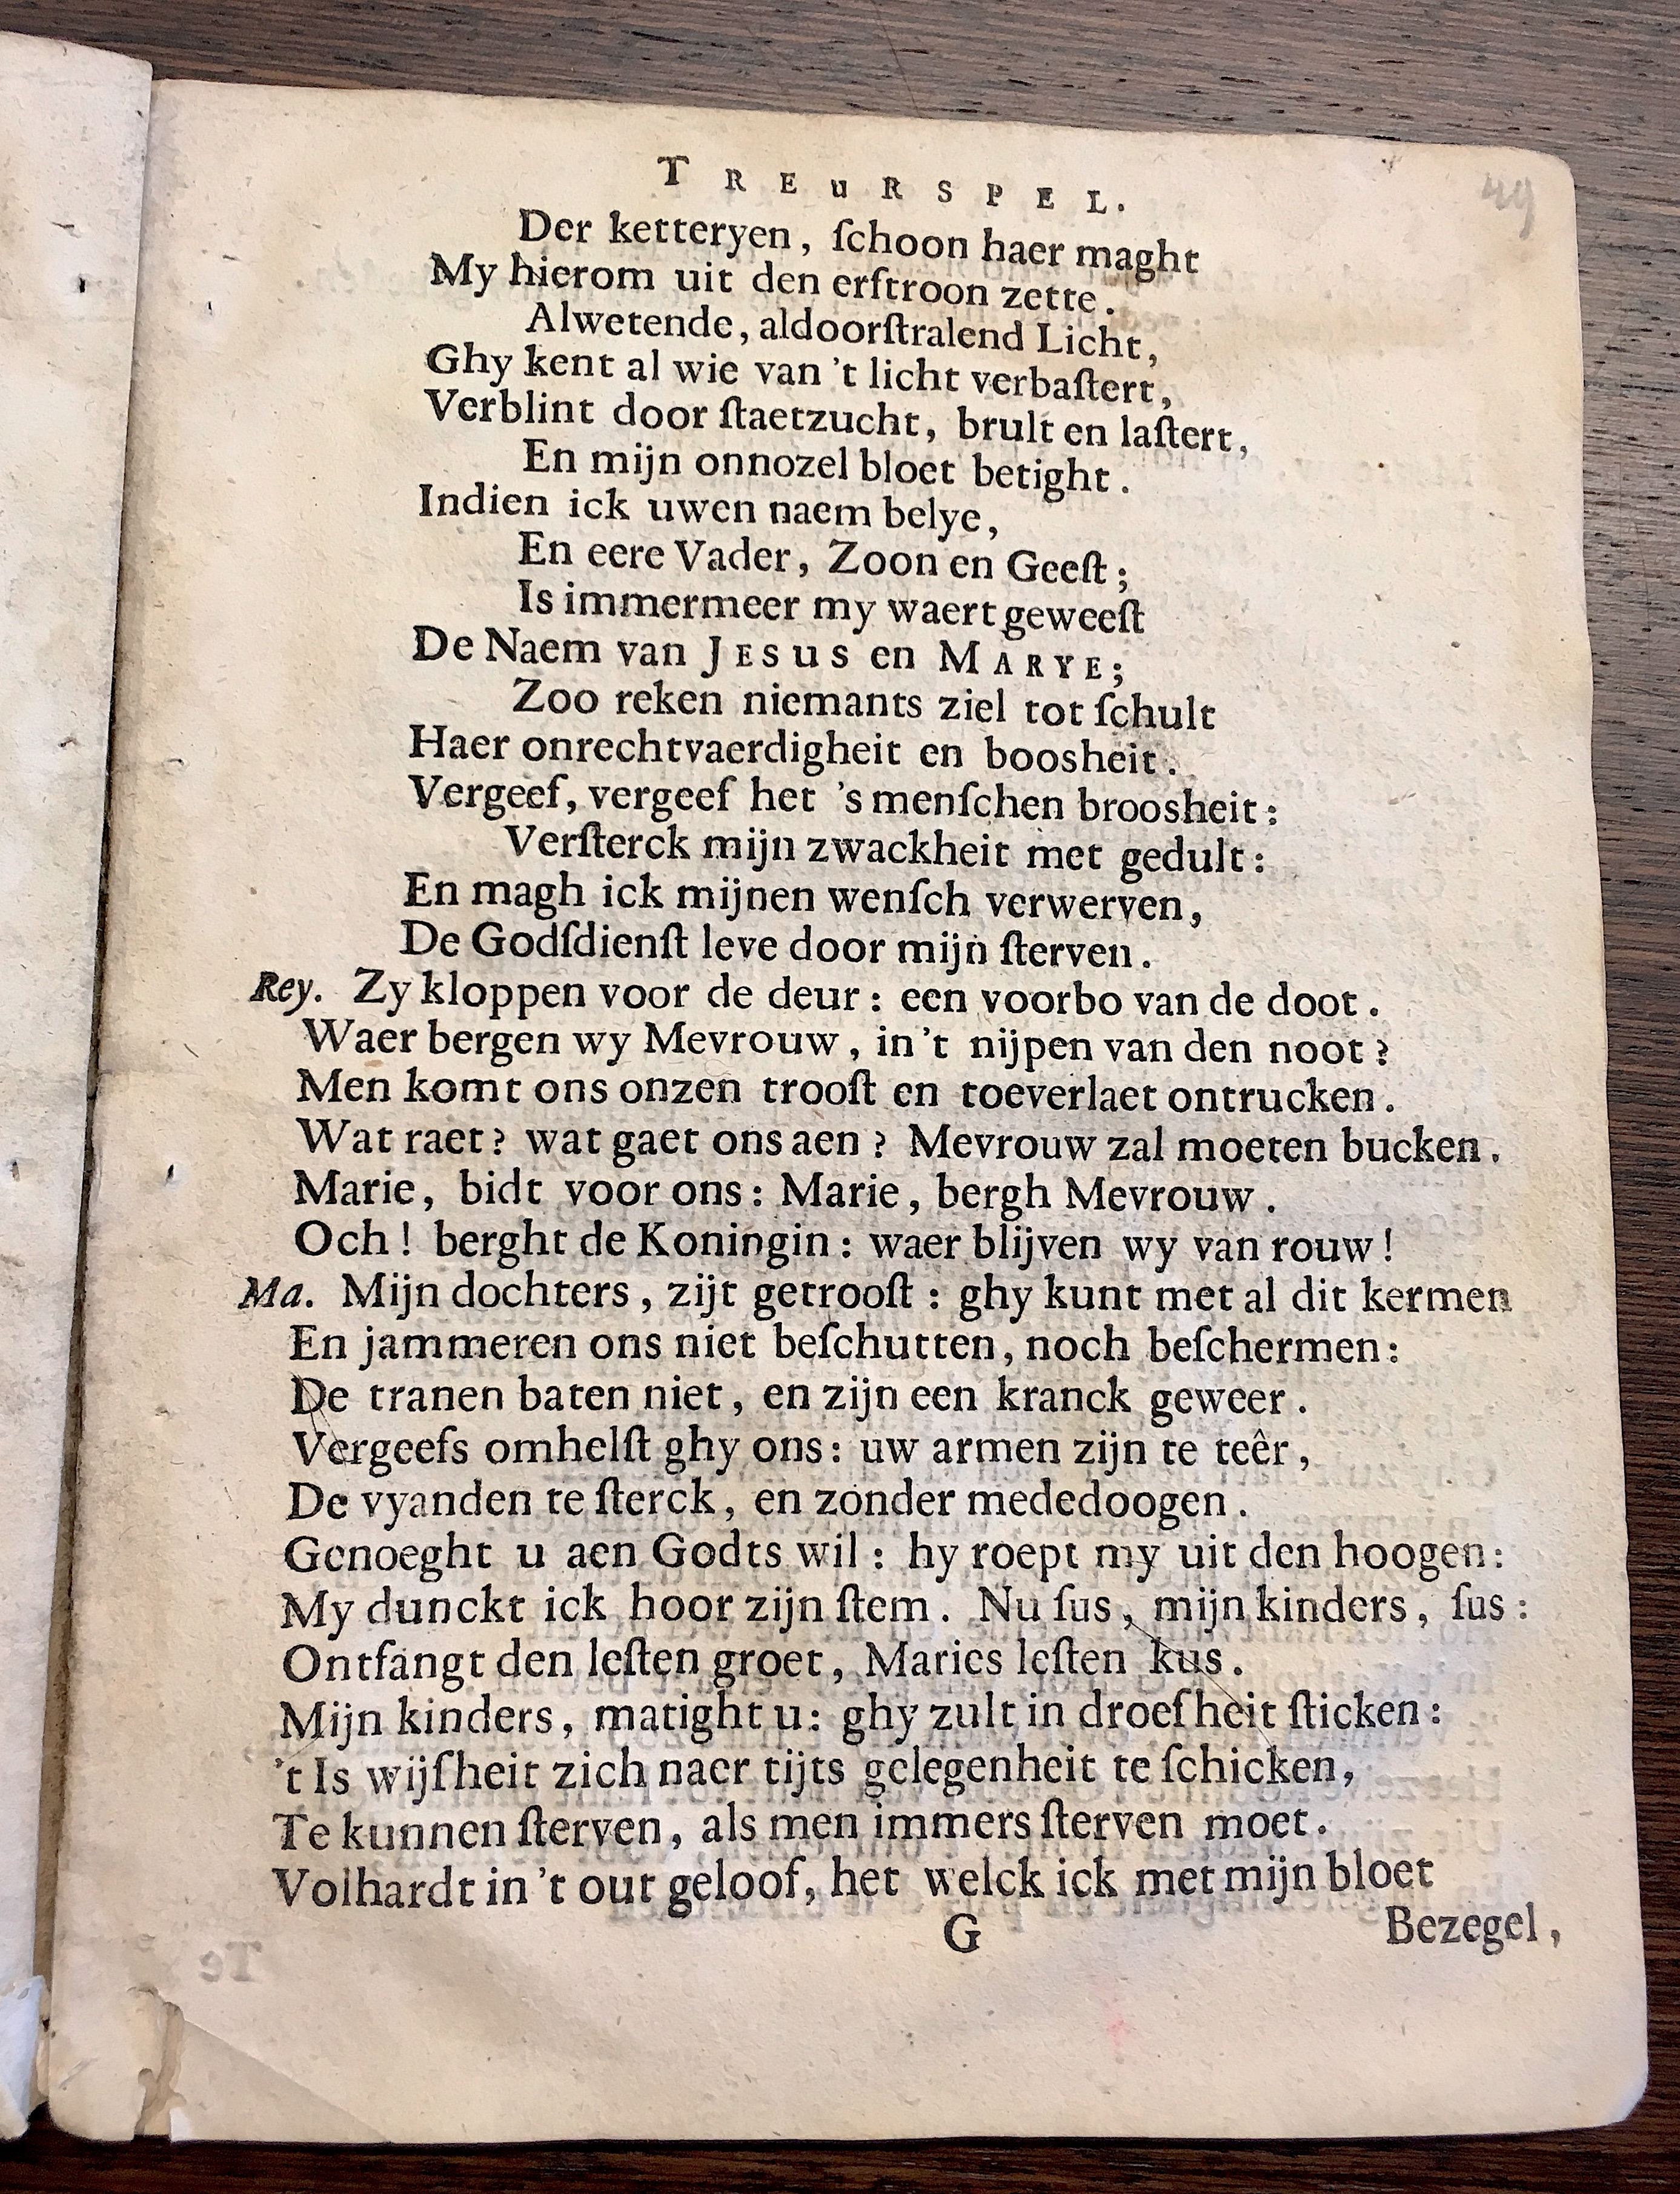 TREURSPEL.
49
Der ketteryen, ſchoon haer maght
My hierom uit den erftroon zette.
Alwetende, aldoorſtralend Licht,
Ghy kent al wie van 't licht verbaſtert,
Verblint door ſtaetzucht, brult en laſtert,
En mijn onnozel bloet betight.
Indien ick uwen naem belye,
En eere Vader, Zoon en Geeſt;
Is immermeer my waert geweeſt
De Naem van JESUS en MARYE;
Zoo reken niemants ziel tot ſchult
Haer onrechtvaerdigheit en boosheit.
Vergeef, vergeef het 's menſchen broosheit:
Verſterck mijn zwackheit met gedult:
En magh ick mijnen wenſch verwerven,
De Godſdienſt leve door mijn ſterven.
Rey. Zy kloppen voor de deur: een voorbo van de doot.
Waer bergen wy Mevrouw, in 't nijpen van den noot?
Men komt ons onzen trooſt en toeverlaet ontrucken.
Wat raet? wat gaet ons aen? Mevrouw zal moeten bucken.
Marie, bidt voor ons: Marie, bergh Mevrouw.
Och! berght de Koningin: waer blijven wy van rouw!
Ma. Mijn dochters, zijt getrooſt: ghy kunt met al dit kermen
En jammeren ons niet beſchutten, noch beſchermen:
De tranen baten niet, en zijn een kranck geweer.
Vergeefs omhelſt ghy ons: uw armen zijn te teêr,
De vyanden te ſterck, en zonder mededoogen.
Genoeght u aen Godts wil: hy roept my uit den hoogen:
My dunckt ick hoor zijn ſtem. Nu ſus, mijn kinders, ſus:
Ontfangt den leſten groet, Maries leſten kus.
Mijn kinders, matight u: ghy zult in droefheit ſticken:
't Is wijſheit zich naer tijts gelegenheit te ſchicken,
Te kunnen ſterven, als men immers ſterven moet.
Volhardt in 't out geloof, het welck ick met mijn bloet
G
Bezegel,